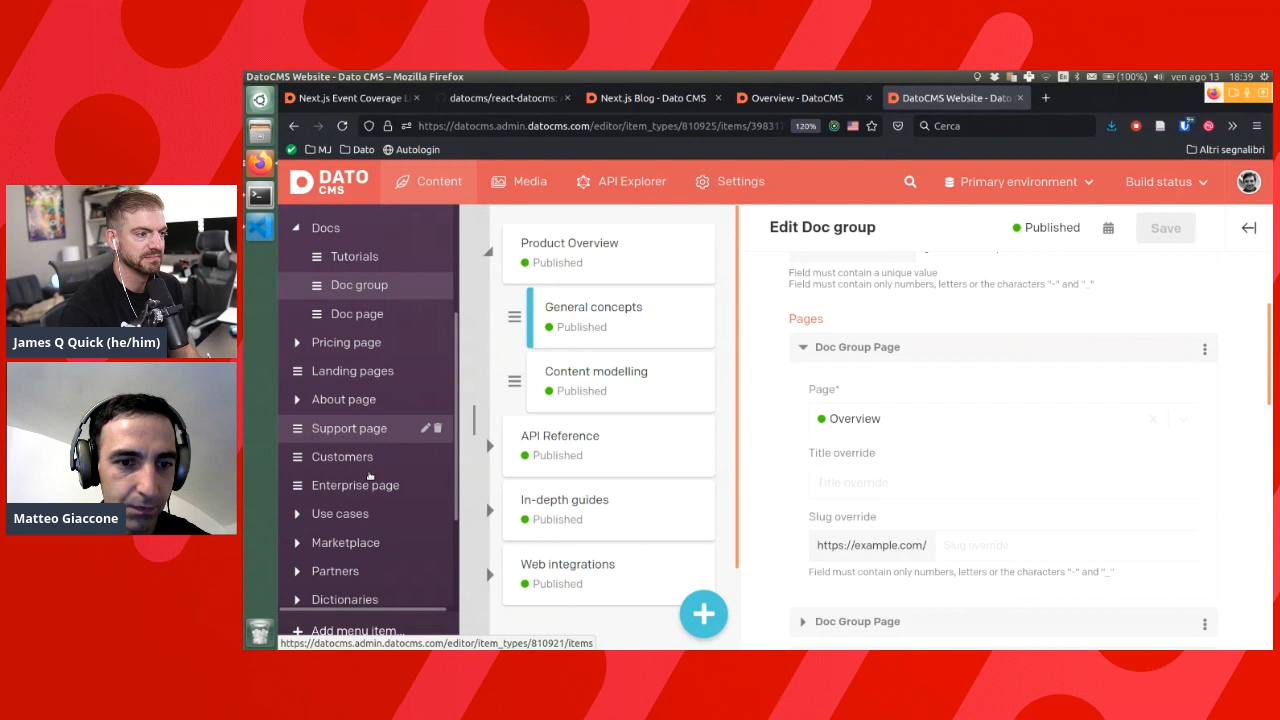 DatoCMS Website - Dato CMS – Mozilla Firefox
(100%)
ven ago 13
18:39
Next.js Event Coverage L
datocms/react-datocms:
Next.js Blog - Dato CMS
Overview - DatoCMS
DatoCMS Website - Dato
https://datocms.admin.datocms.com/editor/item_types/810925/items/39831
120%
Cerca
MJ
Dato
Autologin
Altri segnalibri
DATO
CMS
Content
Media
API Explorer
Settings
Primary environment
Build status
Docs
Tutorials
Doc group
Doc page
Pricing page
Landing pages
About page
Support page
Customers
Enterprise page
Use cases
Marketplace
Partners
Dictionaries
Add menu item...
https://datocms.admin.datocms.com/editor/item_types/810921/items
Product Overview
Published
General concepts
Published
Content modelling
Published
API Reference
Published
In-depth guides
Published
Web integrations
Published
Edit Doc group
Published
Save
Field must contain a unique value
Field must contain only numbers, letters or the characters "-" and "_"
Pages
Doc Group Page
Page*
Overview
Title override
Title override
Slug override
https://example.com/
Slug override
Field must contain only numbers, letters or the characters "-" and "_"
Doc Group Page
James Q Quick (he/him)
Matteo Giaccone